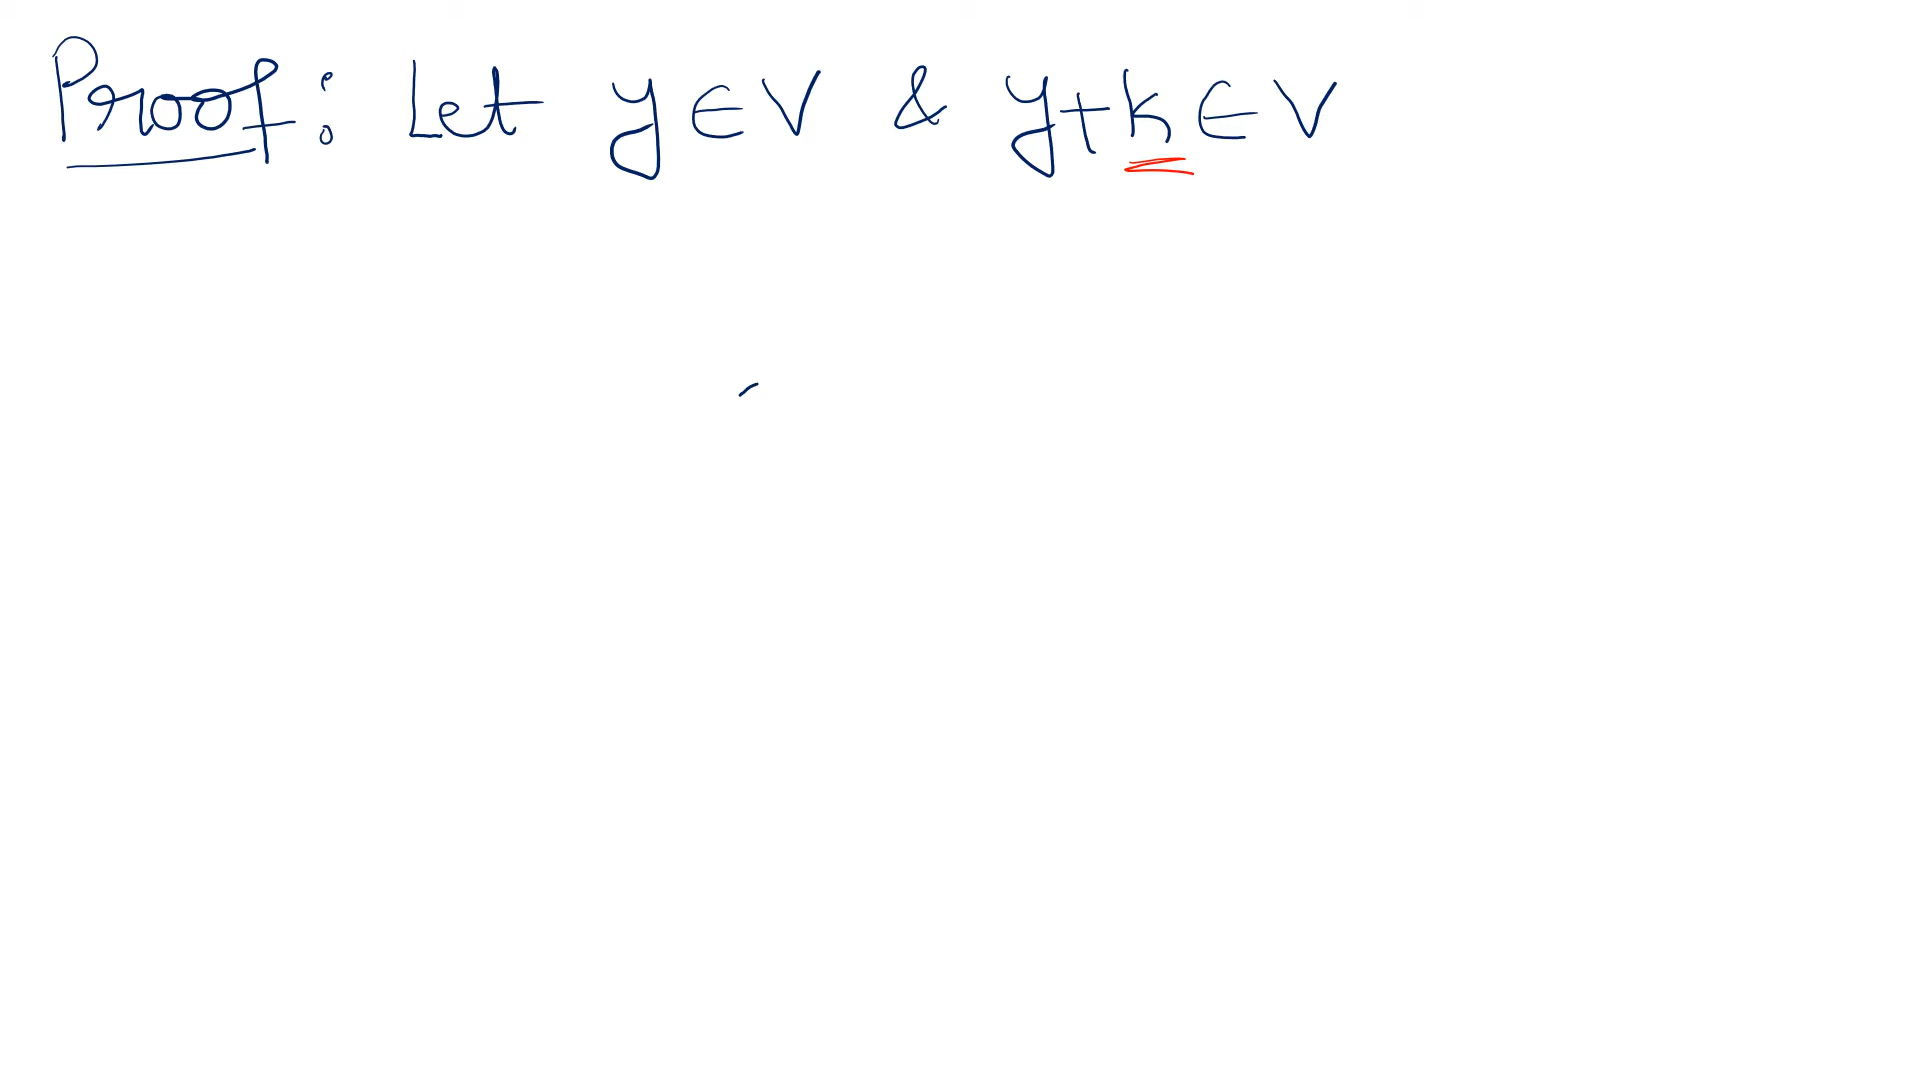 Proof: Let y ∈ V & y+k ∈ V